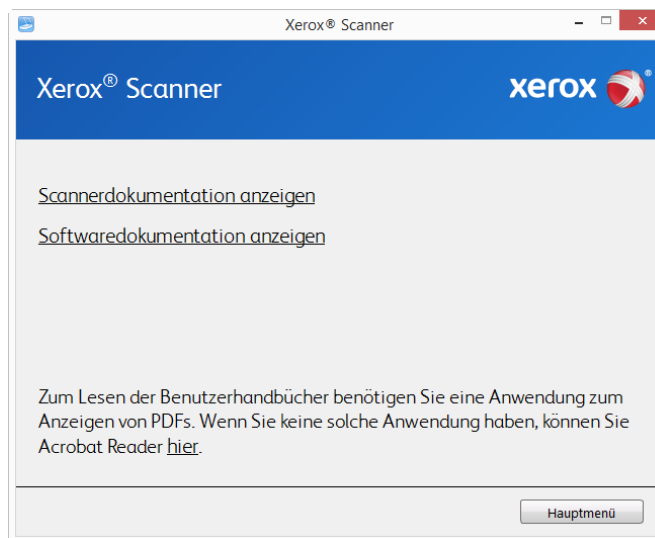 Xerox® Scanner
Xerox® Scanner
xerox ®
Scannerdokumentation anzeigen
Softwaredokumentation anzeigen
Zum Lesen der Benutzerhandbücher benötigen Sie eine Anwendung zum
Anzeigen von PDFs. Wenn Sie keine solche Anwendung haben, können Sie
Acrobat Reader hier.
Hauptmenü